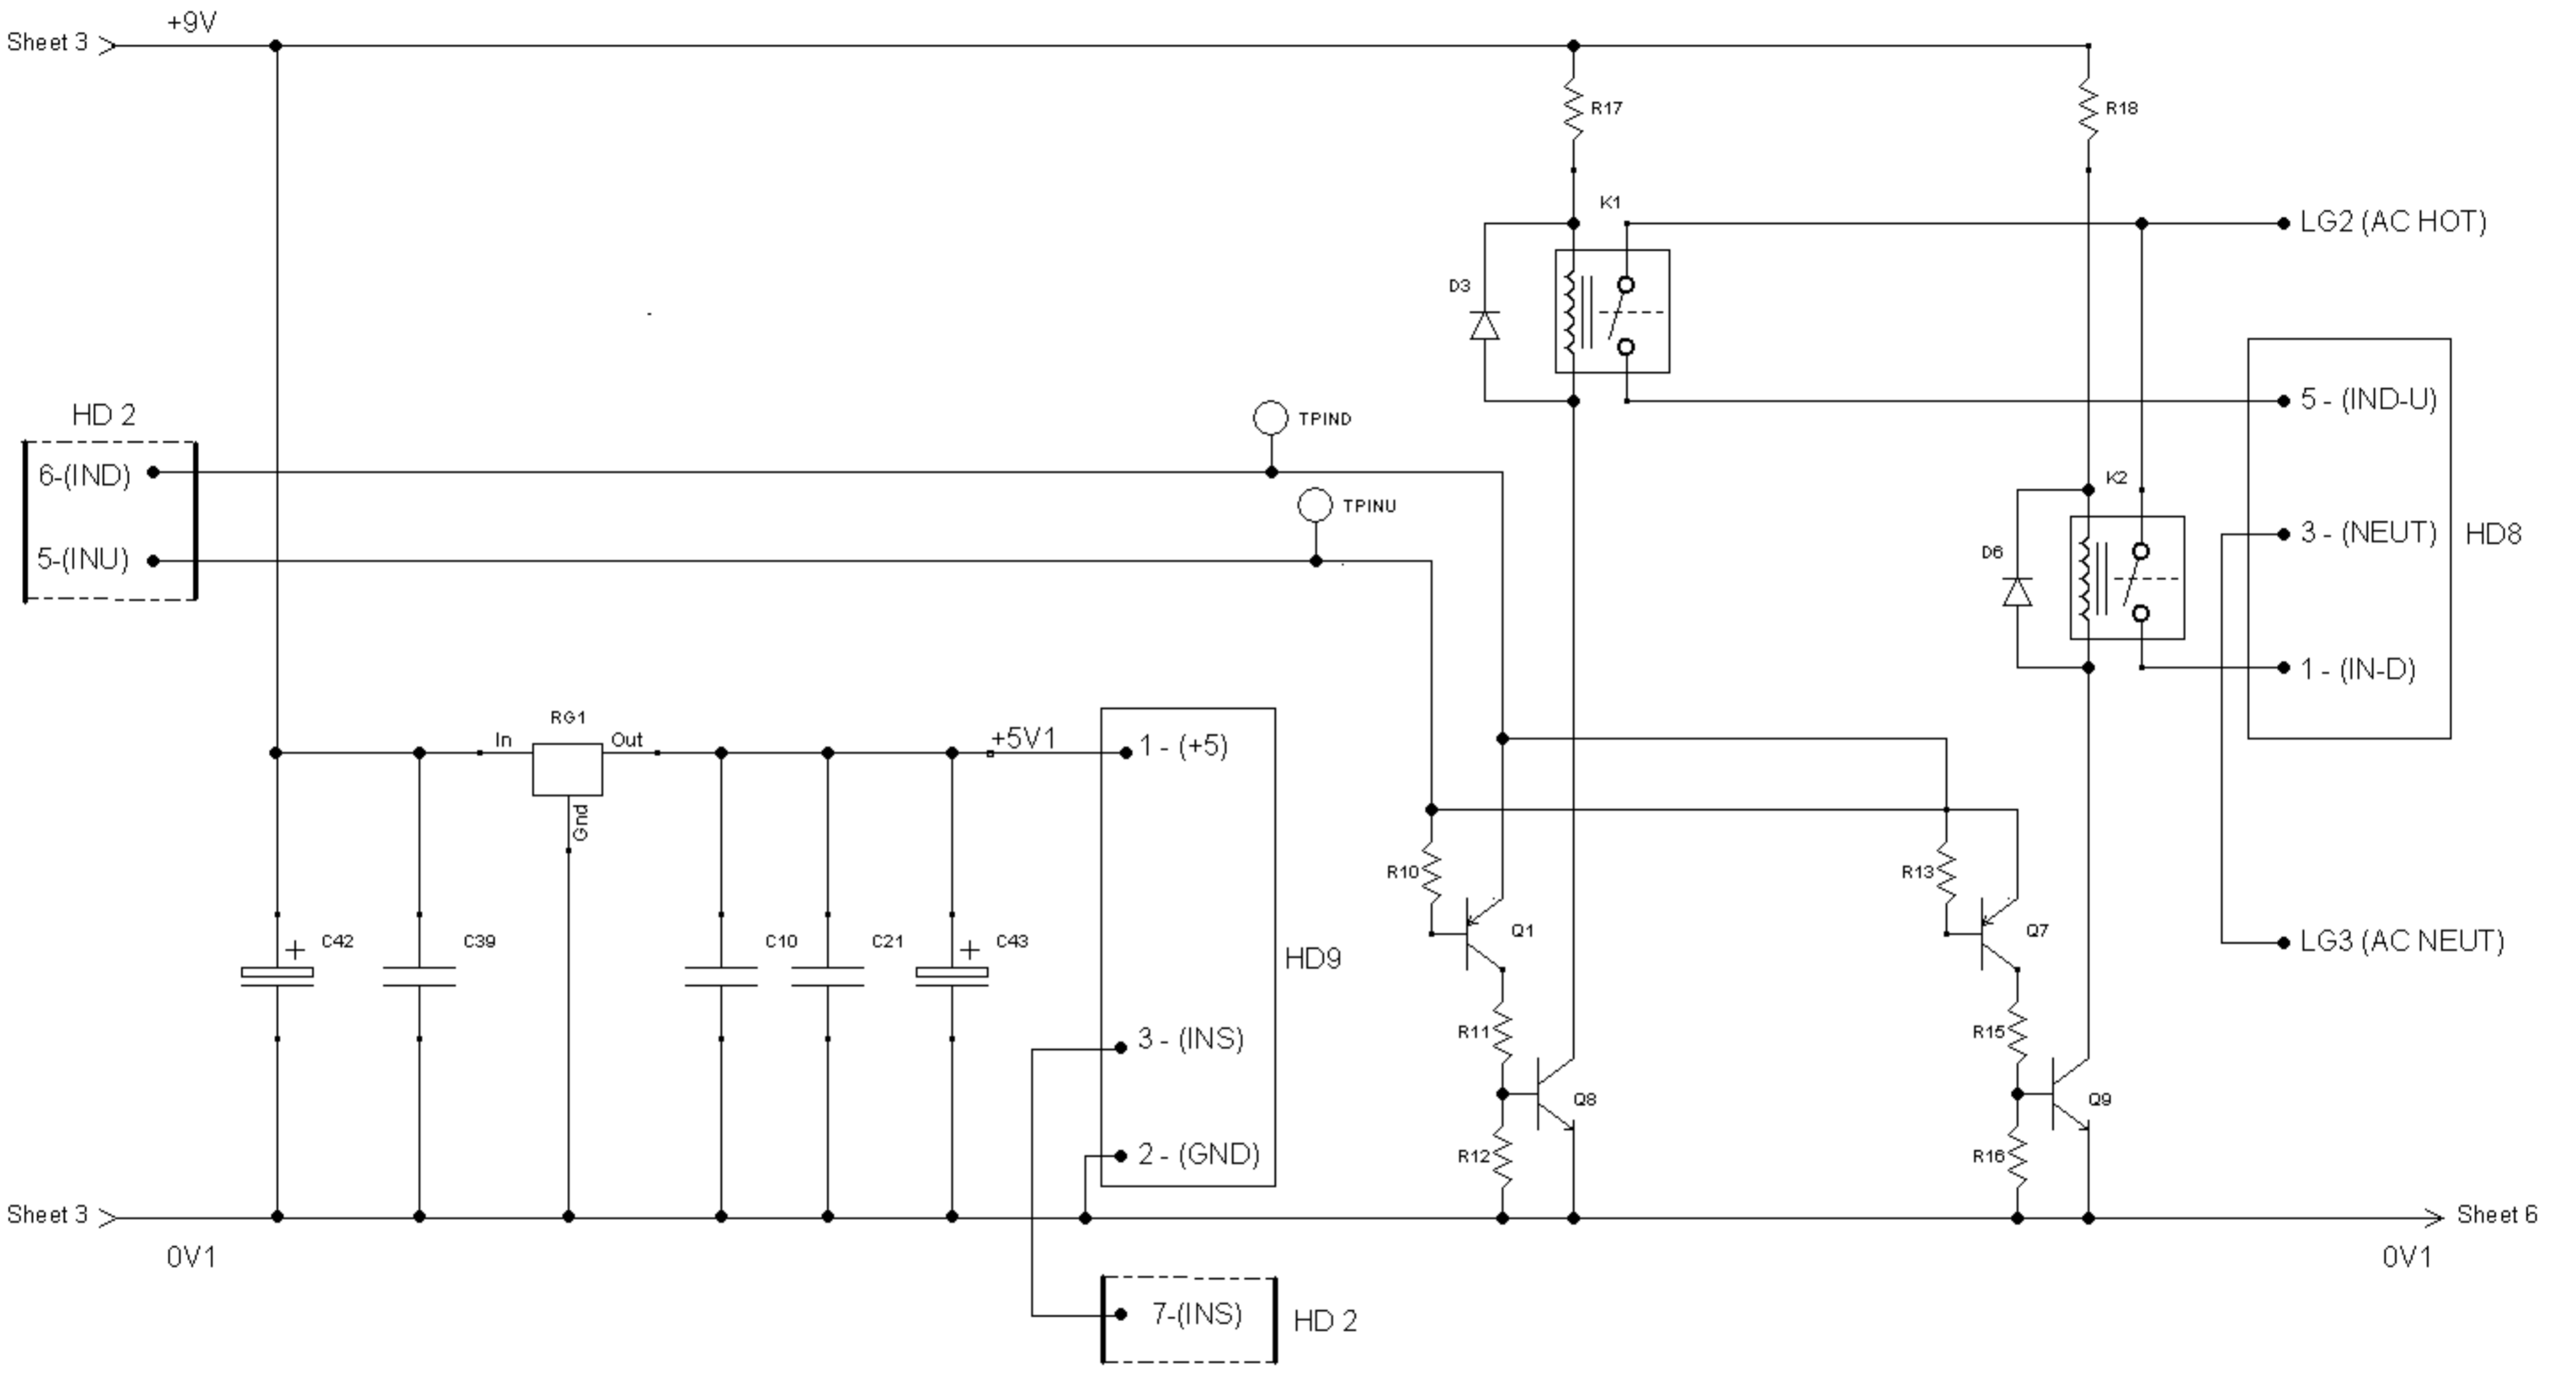 +9V
Sheet 3
R17
R18
K1
LG2 (AC HOT)
D3
HD 2
TPIND
5 - (IND-U)
6-(IND)
K2
TPINU
3 - (NEUT)
HD8
D6
5-(INU)
1 - (IN-D)
RG1
In
Out
+5V1
1 - (+5)
Gnd
R10
R13
C42
C39
C10
C21
C43
HD9
Q1
Q7
LG3 (AC NEUT)
3 - (INS)
R11
R15
Q8
Q9
2 - (GND)
R12
R16
Sheet 3
Sheet 6
0V1
0V1
7-(INS)
HD 2